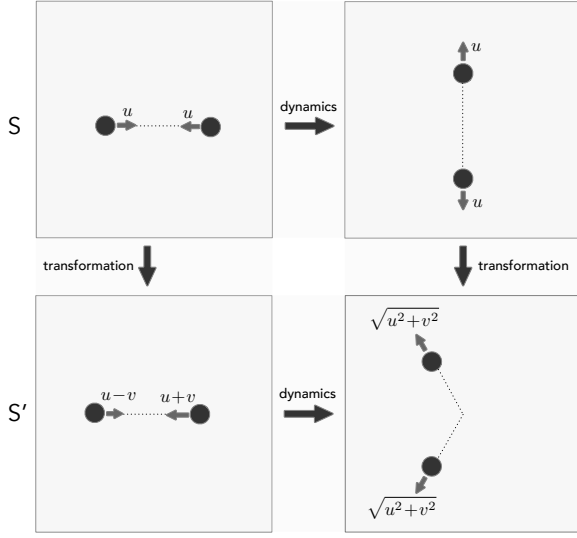 u
u
u
dynamics
S
u
transformation
transformation
√u²+v²
u−v
u+v
dynamics
S′
√u²+v²